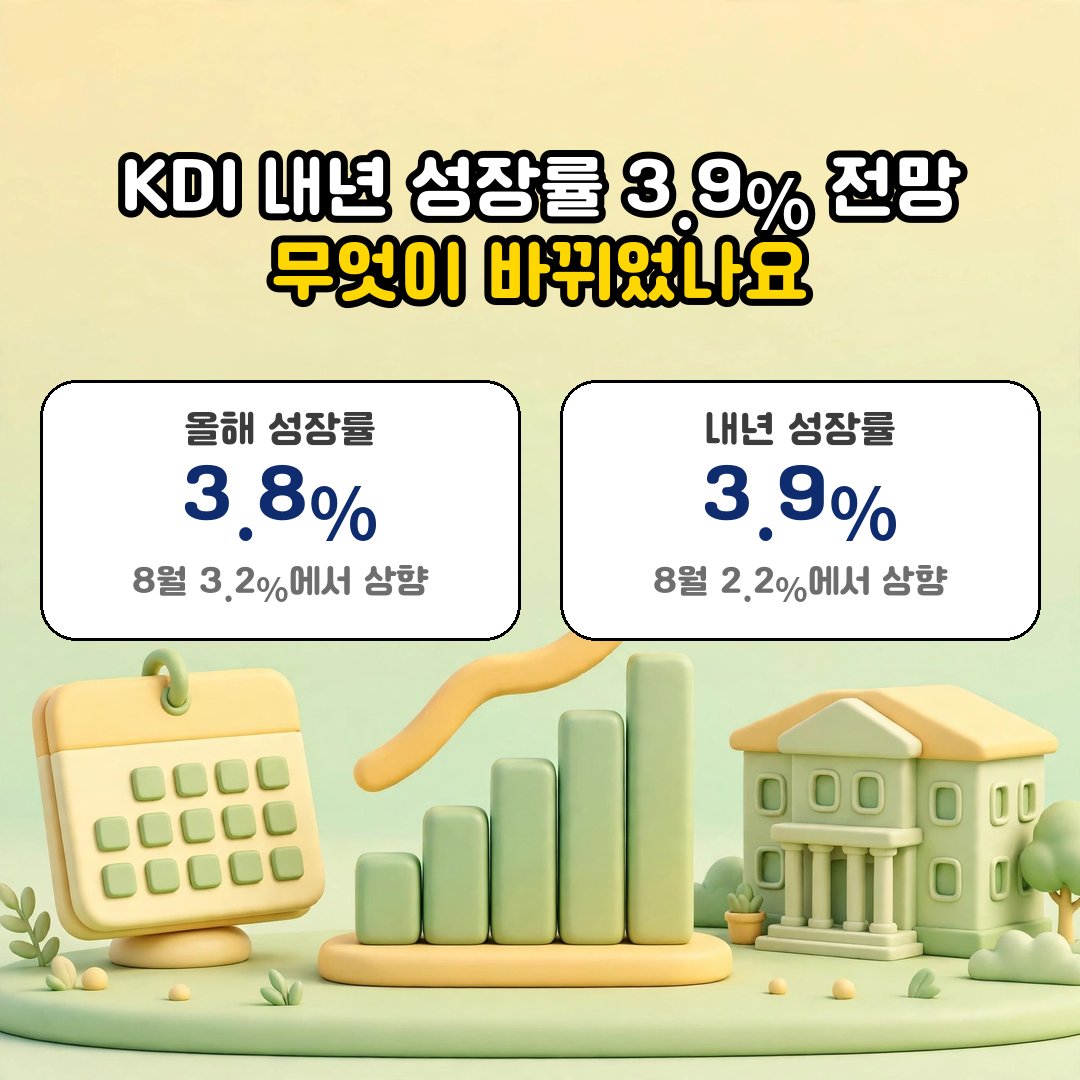 KDI 내년 성장률 3.9% 전망
무엇이 바뀌었나요
올해 성장률
3.8%
8월 3.2%에서 상향
내년 성장률
3.9%
8월 2.2%에서 상향